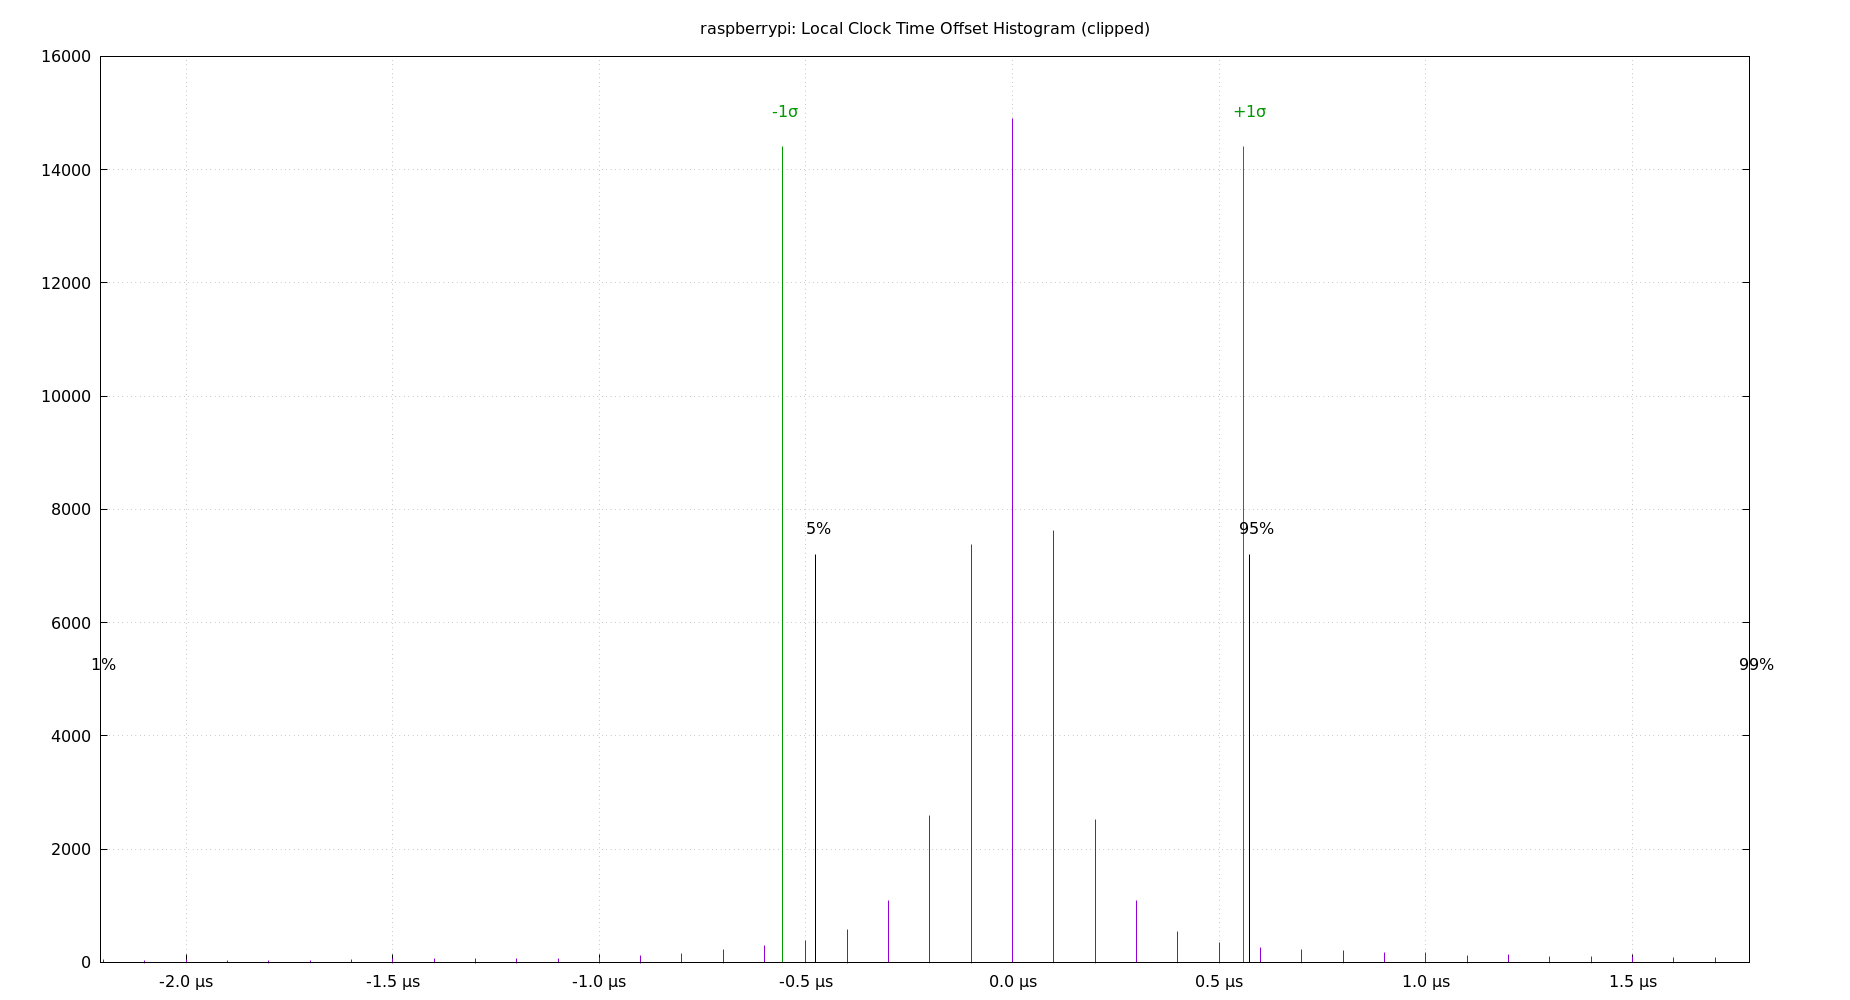 raspberrypi: Local Clock Time Offset Histogram (clipped)
16000
-1σ
+1σ
14000
12000
10000
8000
5%
95%
6000
1%
99%
4000
2000
0
-2.0 µs
-1.5 µs
-1.0 µs
-0.5 µs
0.0 µs
0.5 µs
1.0 µs
1.5 µs